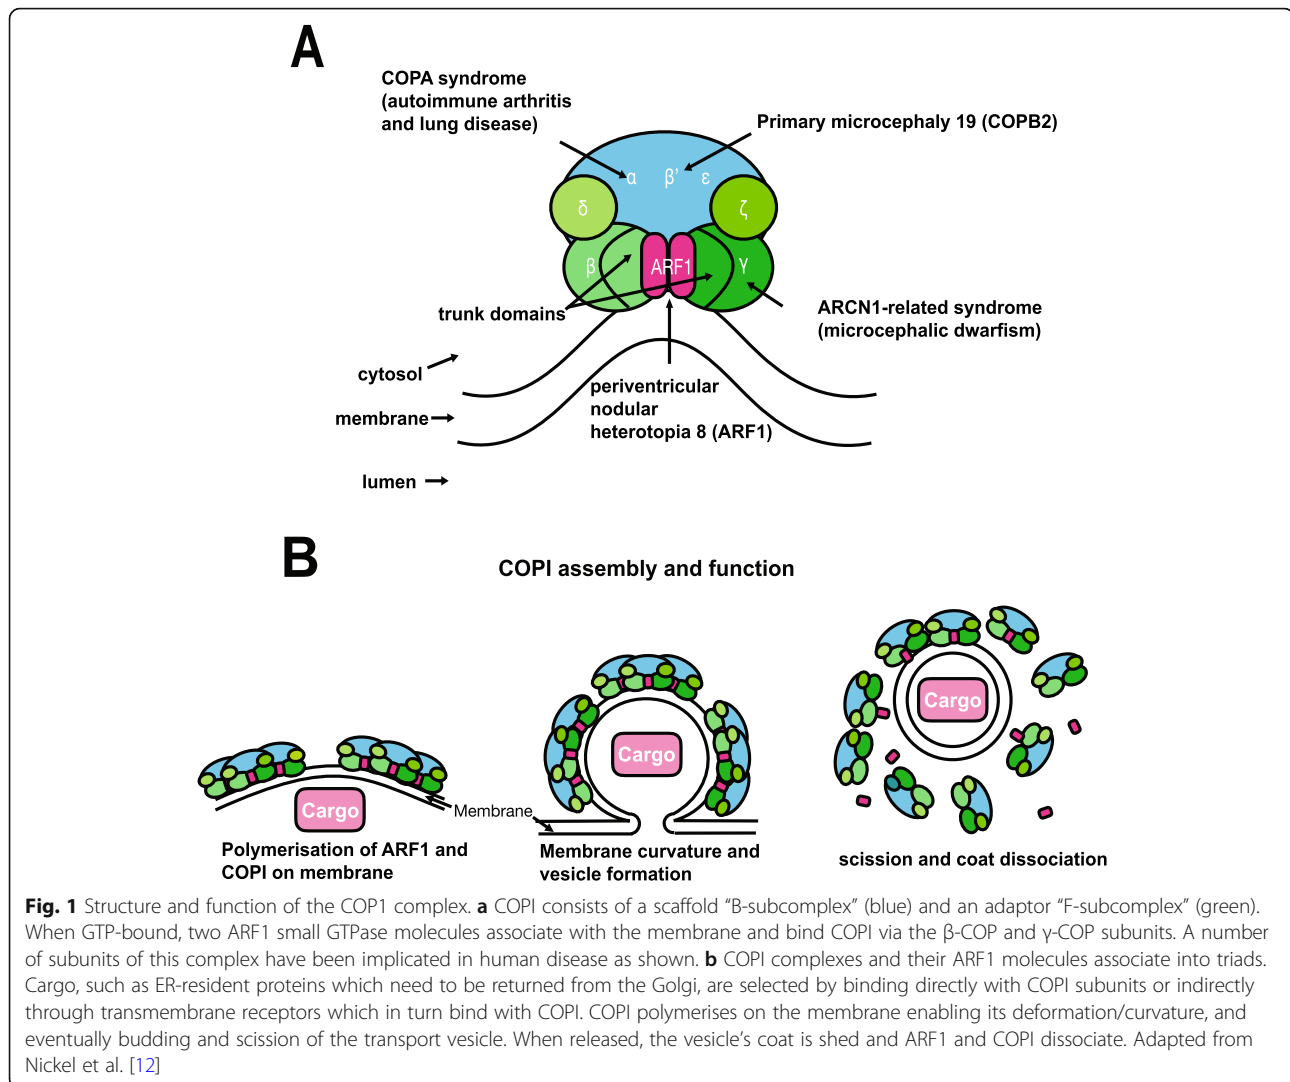 A
COPA syndrome
(autoimmune arthritis
and lung disease)
Primary microcephaly 19 (COPB2)
α β’ ε
δ
ζ
β
ARF1
γ
trunk domains
ARCN1-related syndrome
(microcephalic dwarfism)
cytosol
membrane
lumen
periventricular
nodular
heterotopia 8 (ARF1)
B
COPI assembly and function
Cargo
Membrane
Cargo
Cargo
Polymerisation of ARF1 and
COPI on membrane
Membrane curvature and
vesicle formation
scission and coat dissociation
Fig. 1 Structure and function of the COP1 complex. a COPI consists of a scaffold “B-subcomplex” (blue) and an adaptor “F-subcomplex” (green).
When GTP-bound, two ARF1 small GTPase molecules associate with the membrane and bind COPI via the β-COP and γ-COP subunits. A number
of subunits of this complex have been implicated in human disease as shown. b COPI complexes and their ARF1 molecules associate into triads.
Cargo, such as ER-resident proteins which need to be returned from the Golgi, are selected by binding directly with COPI subunits or indirectly
through transmembrane receptors which in turn bind with COPI. COPI polymerises on the membrane enabling its deformation/curvature, and
eventually budding and scission of the transport vesicle. When released, the vesicle’s coat is shed and ARF1 and COPI dissociate. Adapted from
Nickel et al. [12]